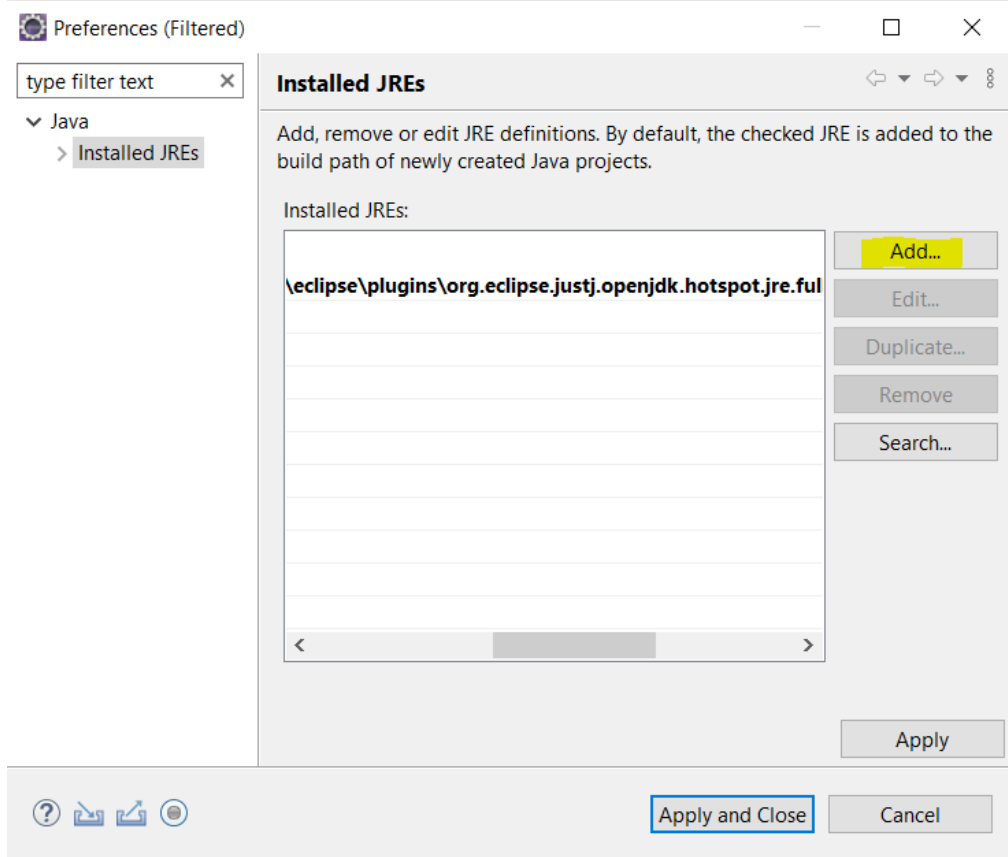 Preferences (Filtered)
type filter text
Java
Installed JREs
Installed JREs
Add, remove or edit JRE definitions. By default, the checked JRE is added to the
build path of newly created Java projects.
Installed JREs:
\eclipse\plugins\org.eclipse.justj.openjdk.hotspot.jre.ful
Add...
Edit...
Duplicate...
Remove
Search...
Apply
Apply and Close
Cancel